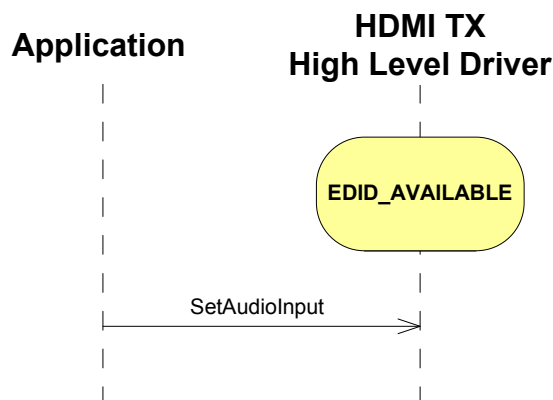 Application
HDMI TX
High Level Driver
EDID_AVAILABLE
SetAudioInput